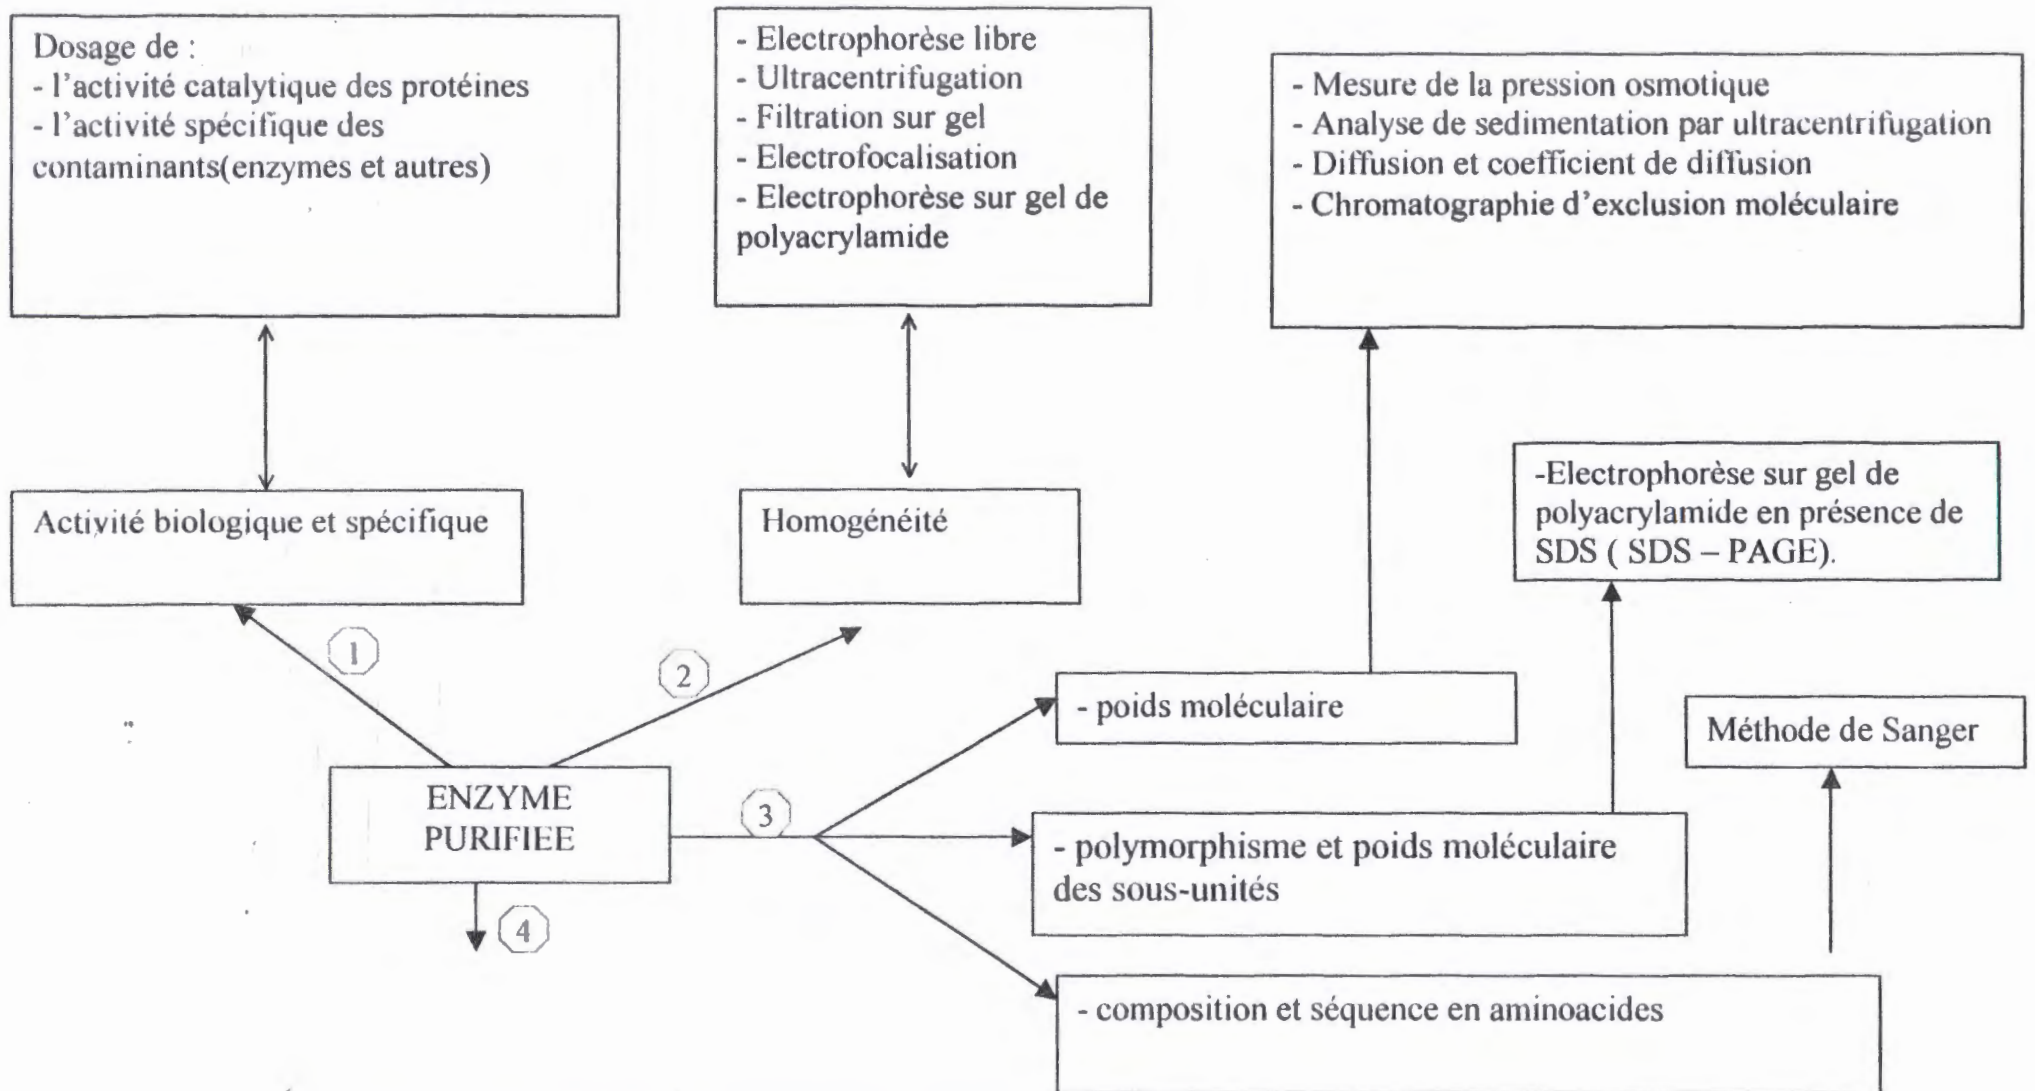 Dosage de :
- l'activité catalytique des protéines
- l'activité spécifique des
contaminants(enzymes et autres)
- Electrophorèse libre
- Ultracentrifugation
- Filtration sur gel
- Electrofocalisation
- Electrophorèse sur gel de
polyacrylamide
- Mesure de la pression osmotique
- Analyse de sedimentation par ultracentrifugation
- Diffusion et coefficient de diffusion
- Chromatographie d'exclusion moléculaire
Activité biologique et spécifique
Homogénéité
-Electrophorèse sur gel de
polyacrylamide en présence de
SDS ( SDS – PAGE).
1
2
- poids moléculaire
Méthode de Sanger
ENZYME
PURIFIEE
3
- polymorphisme et poids moléculaire
des sous-unités
4
- composition et séquence en aminoacides